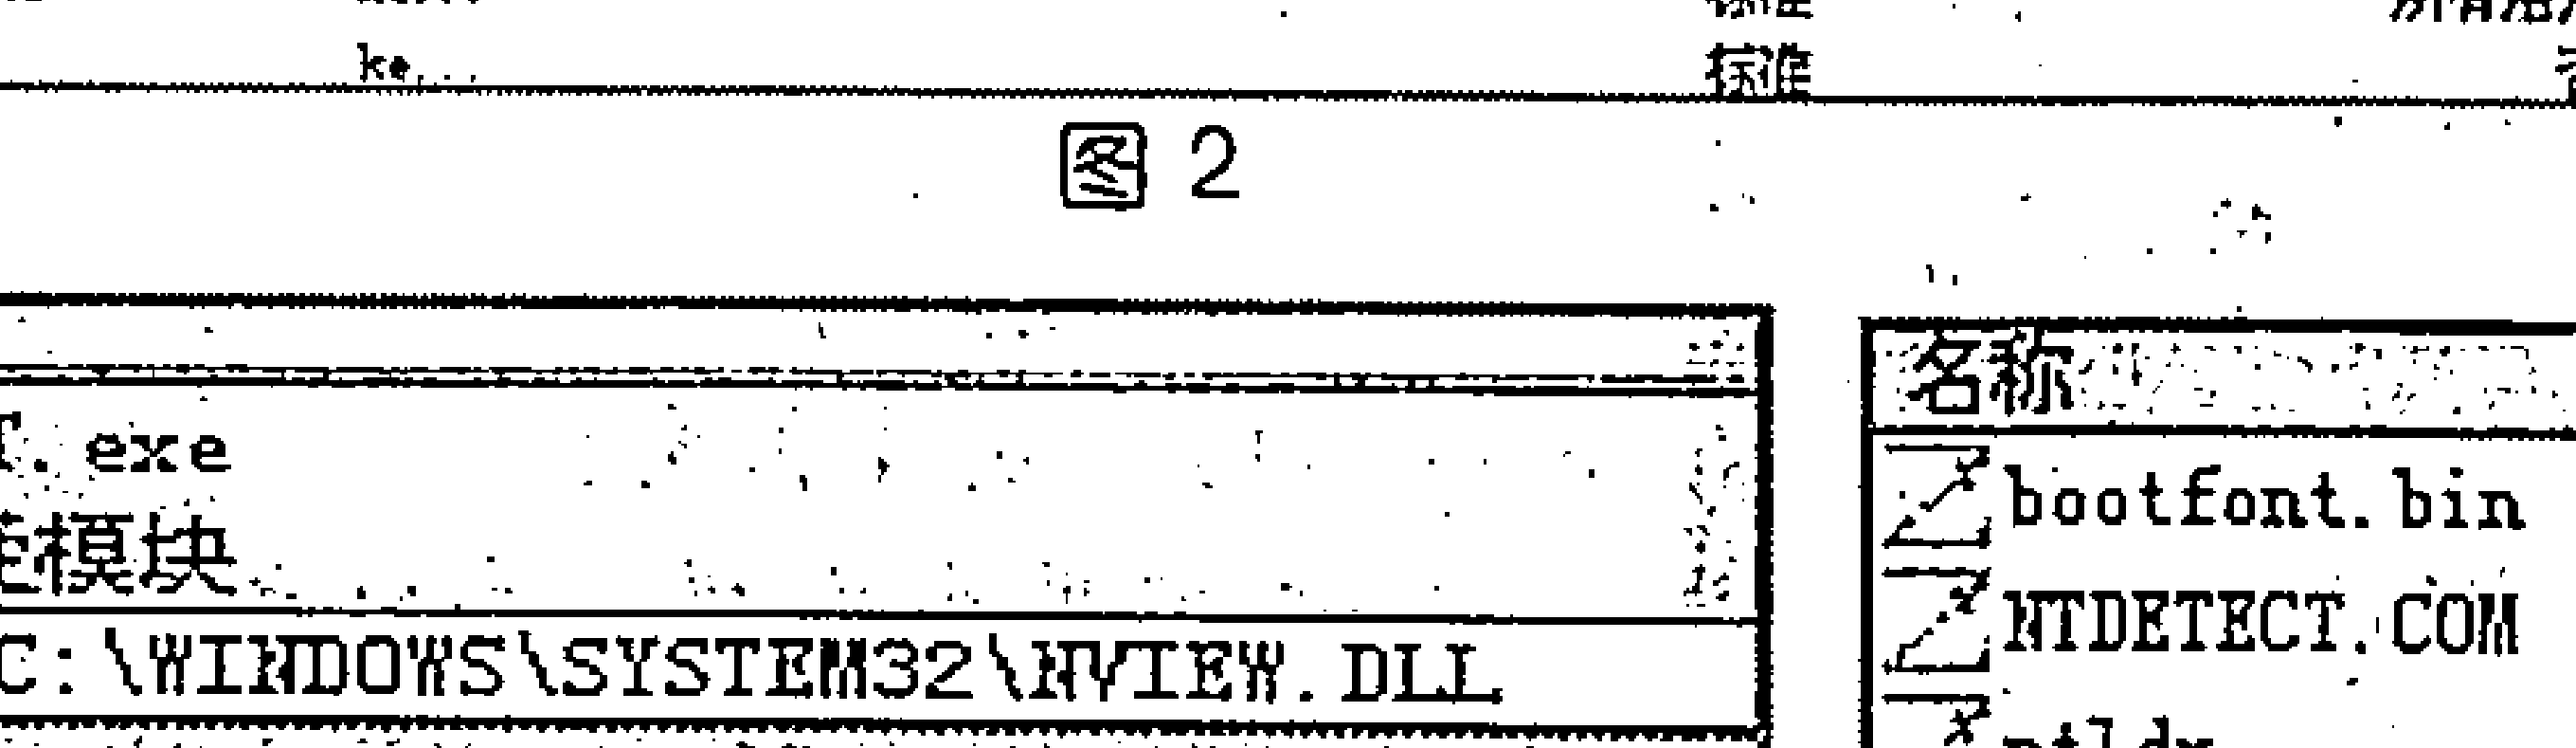 ke... 标准
图 2
名称
.exe
bootfont.bin
模块
NTDETECT.COM
C:\WINDOWS\SYSTEM32\NVIEW.DLL